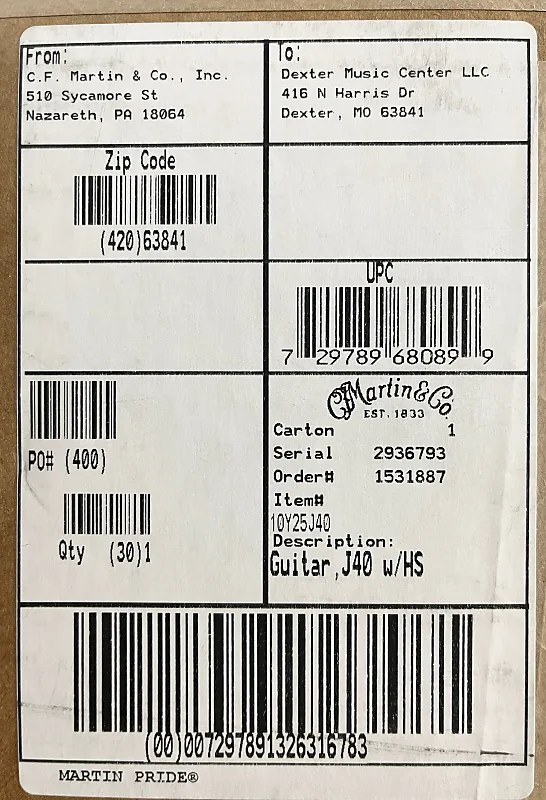 From:
C.F. Martin & Co., Inc.
510 Sycamore St
Nazareth, PA 18064
To:
Dexter Music Center LLC
416 N Harris Dr
Dexter, MO 63841
Zip Code
(420)63841
UPC
7 29789 68089 9
PO# (400)
Qty (30)1
C.F. Martin & Co.
EST. 1833
Carton 1
Serial 2936793
Order# 1531887
Item#
10Y25J40
Description:
Guitar,J40 w/HS
(00)007297891326316783
MARTIN PRIDE®